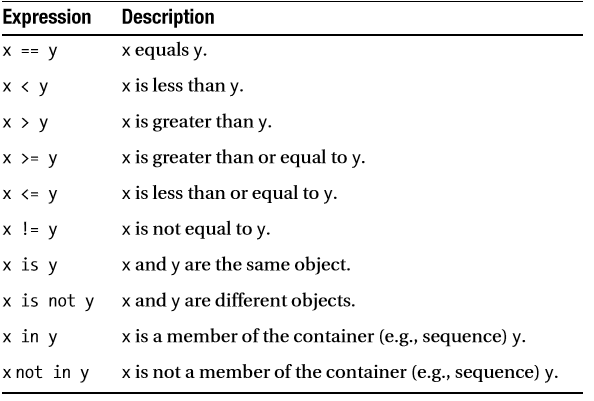 Expression Description
x == y x equals y.
x < y x is less than y.
x > y x is greater than y.
x >= y x is greater than or equal to y.
x <= y x is less than or equal to y.
x != y x is not equal to y.
x is y x and y are the same object.
x is not y x and y are different objects.
x in y x is a member of the container (e.g., sequence) y.
x not in y x is not a member of the container (e.g., sequence) y.